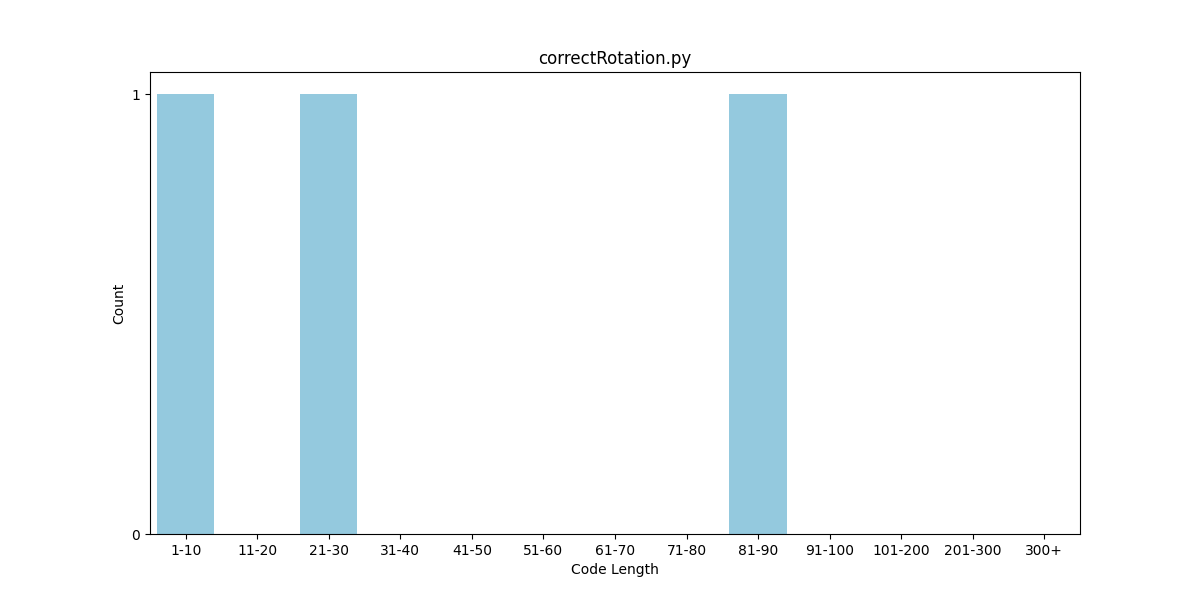 correctRotation.py
1
Count
0
1-10 11-20 21-30 31-40 41-50 51-60 61-70 71-80 81-90 91-100 101-200 201-300 300+
Code Length